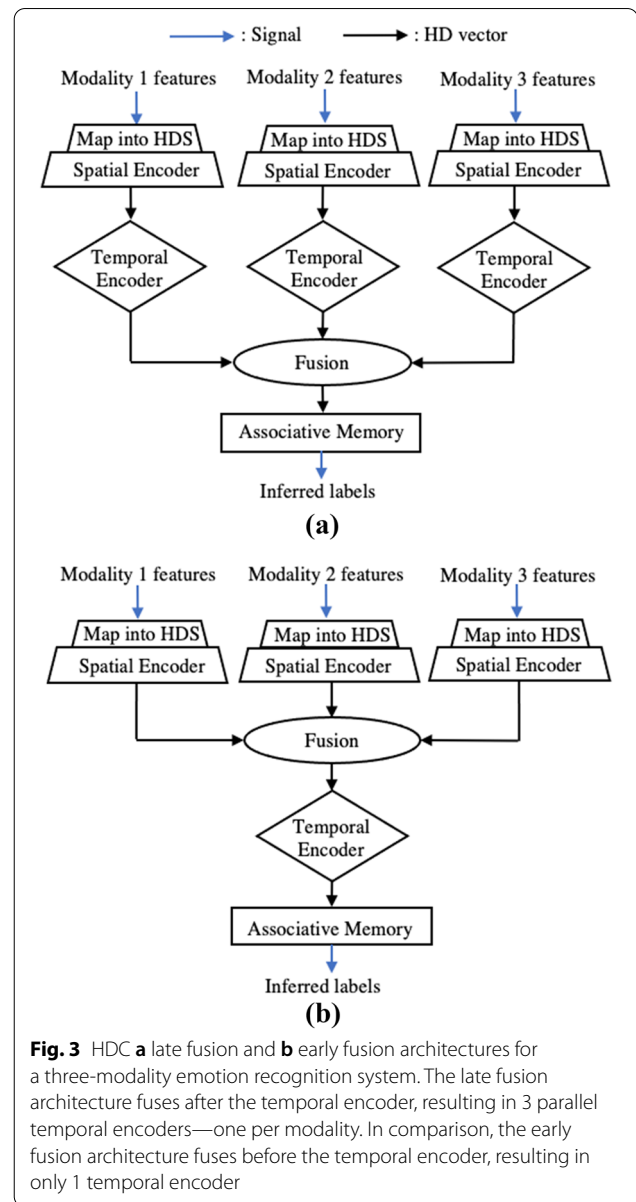 : Signal : HD vector
Modality 1 features Modality 2 features Modality 3 features
Map into HDS Map into HDS Map into HDS
Spatial Encoder Spatial Encoder Spatial Encoder
Temporal Temporal Temporal
Encoder Encoder Encoder
Fusion
Associative Memory
Inferred labels
(a)
Modality 1 features Modality 2 features Modality 3 features
Map into HDS Map into HDS Map into HDS
Spatial Encoder Spatial Encoder Spatial Encoder
Fusion
Temporal
Encoder
Associative Memory
Inferred labels
(b)
Fig. 3 HDC a late fusion and b early fusion architectures for
a three-modality emotion recognition system. The late fusion
architecture fuses after the temporal encoder, resulting in 3 parallel
temporal encoders—one per modality. In comparison, the early
fusion architecture fuses before the temporal encoder, resulting in
only 1 temporal encoder